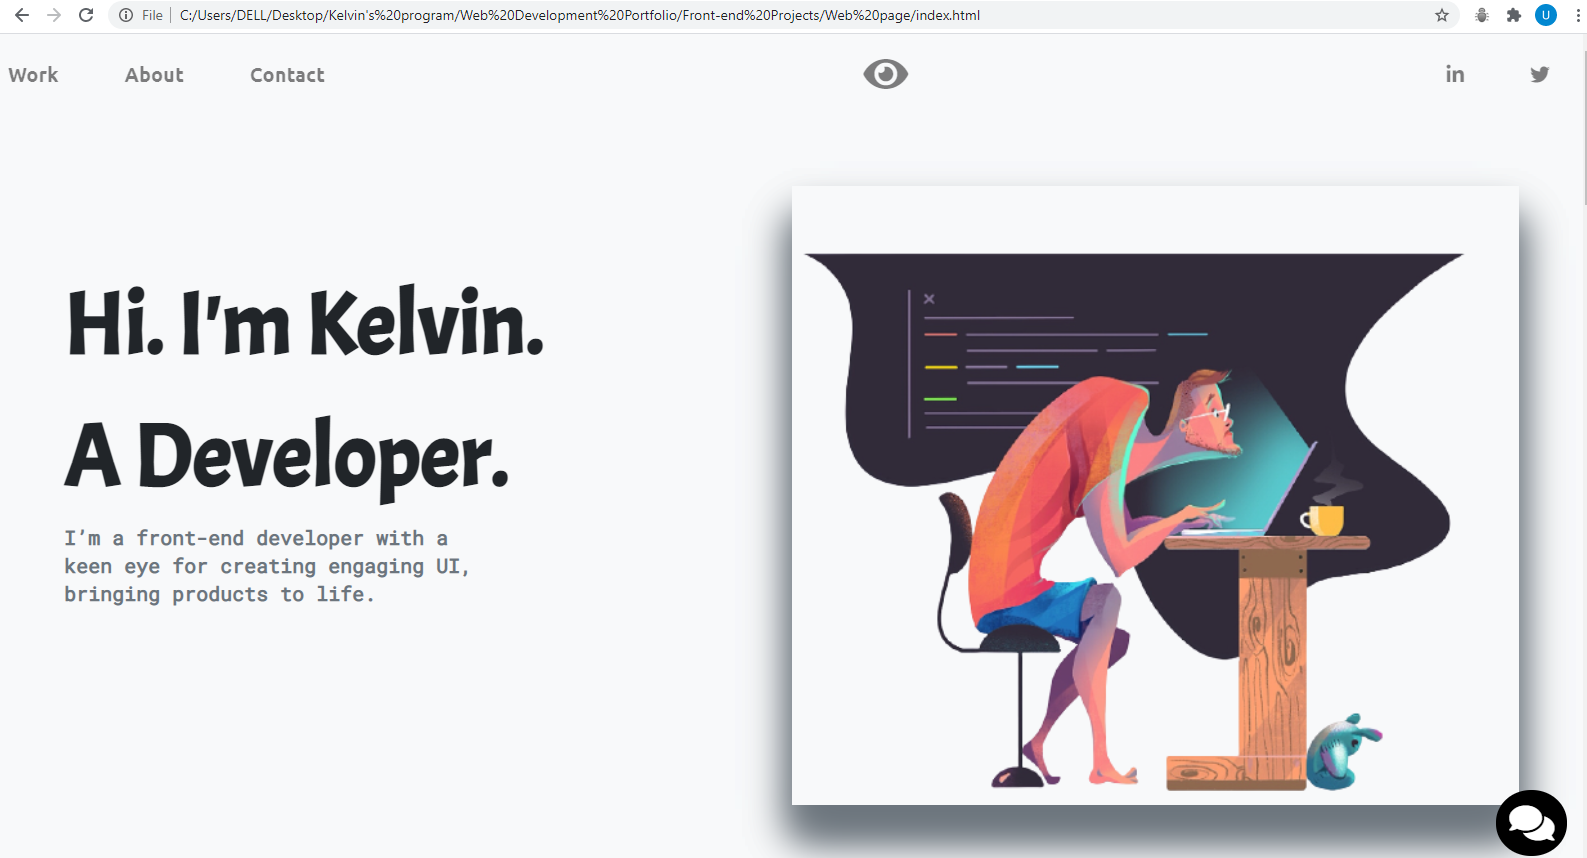 File
C:/Users/DELL/Desktop/Kelvin's%20program/Web%20Development%20Portfolio/Front-end%20Projects/Web%20page/index.html
U
Work About Contact
in
Hi. I'm Kelvin.
A Developer.
I’m a front-end developer with a
keen eye for creating engaging UI,
bringing products to life.